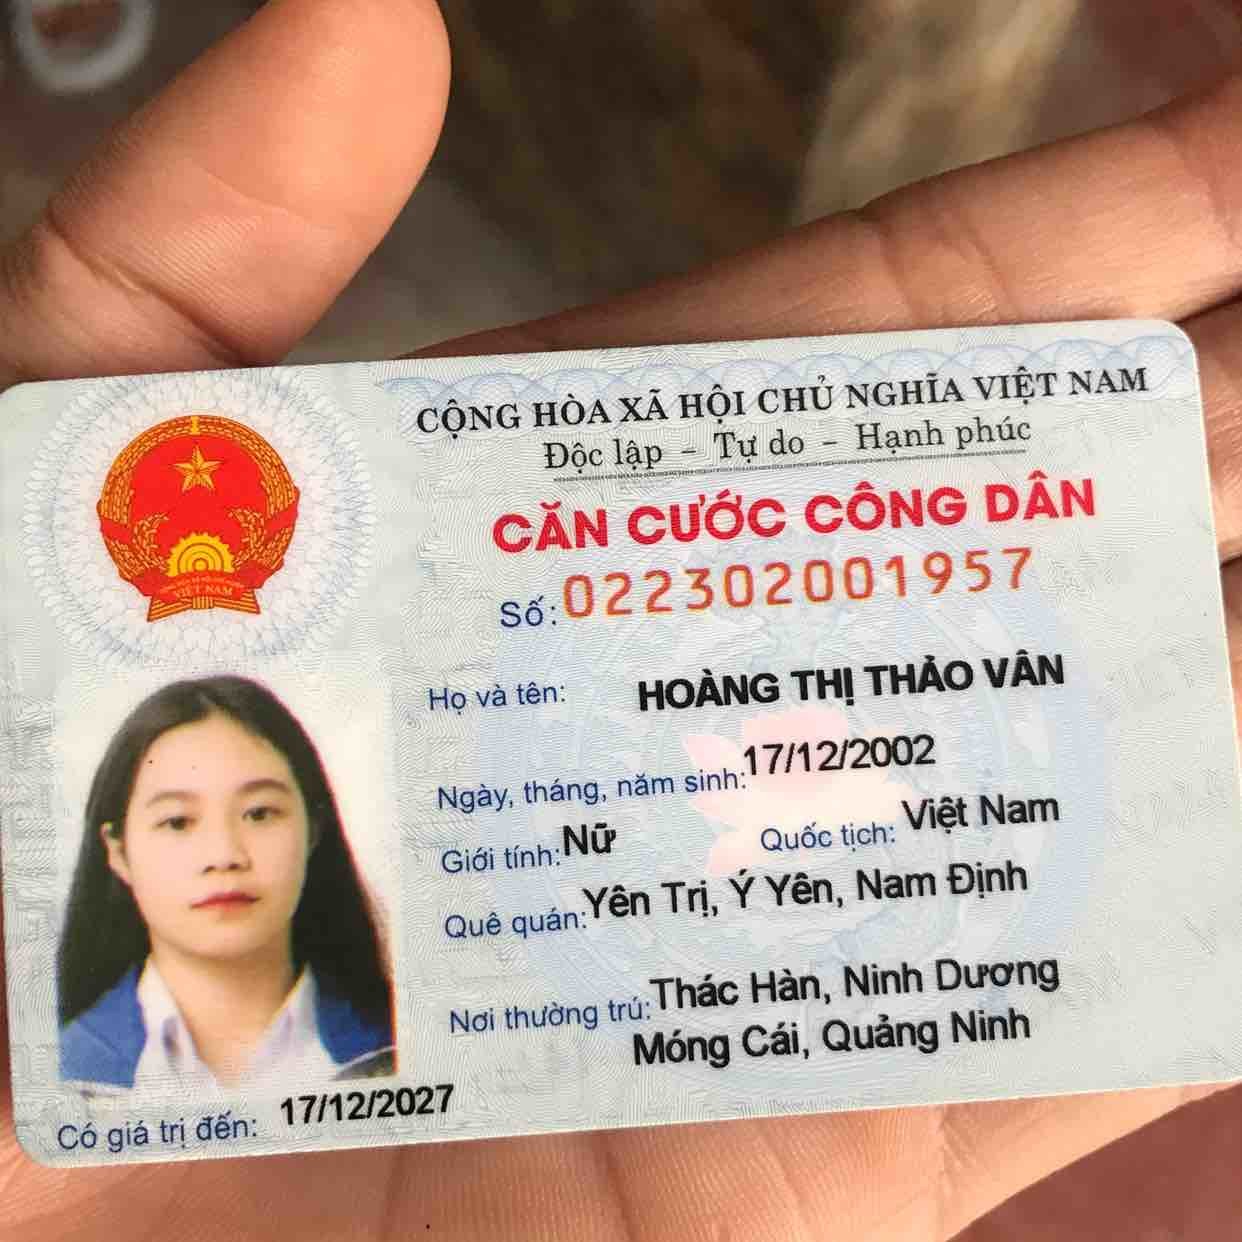 CỘNG HÒA XÃ HỘI CHỦ NGHĨA VIỆT NAM
Độc lập - Tự do - Hạnh phúc
CĂN CƯỚC CÔNG DÂN
Số: 022302001957
Họ và tên: HOÀNG THỊ THẢO VÂN
Ngày, tháng, năm sinh: 17/12/2002
Giới tính: Nữ Quốc tịch: Việt Nam
Quê quán: Yên Trị, Ý Yên, Nam Định
Nơi thường trú: Thác Hàn, Ninh Dương
Móng Cái, Quảng Ninh
Có giá trị đến: 17/12/2027
VIỆT NAM